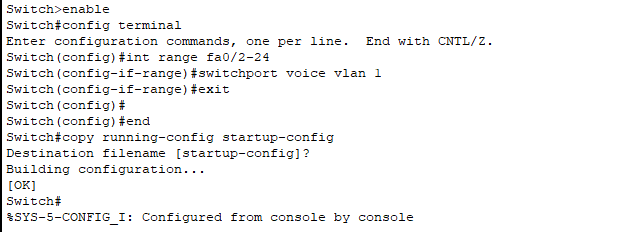 Switch>enable
Switch#config terminal
Enter configuration commands, one per line.  End with CNTL/Z.
Switch(config)#int range fa0/2-24
Switch(config-if-range)#switchport voice vlan 1
Switch(config-if-range)#exit
Switch(config)#
Switch(config)#end
Switch#copy running-config startup-config
Destination filename [startup-config]?
Building configuration...
[OK]
Switch#
%SYS-5-CONFIG_I: Configured from console by console